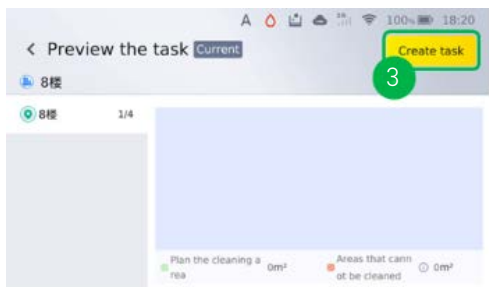 A 100% 18:20
Preview the task Current Create task
3
8楼
8楼 1/4
Plan the cleaning a
rea 0m²
Areas that cann
ot be cleaned 0m²